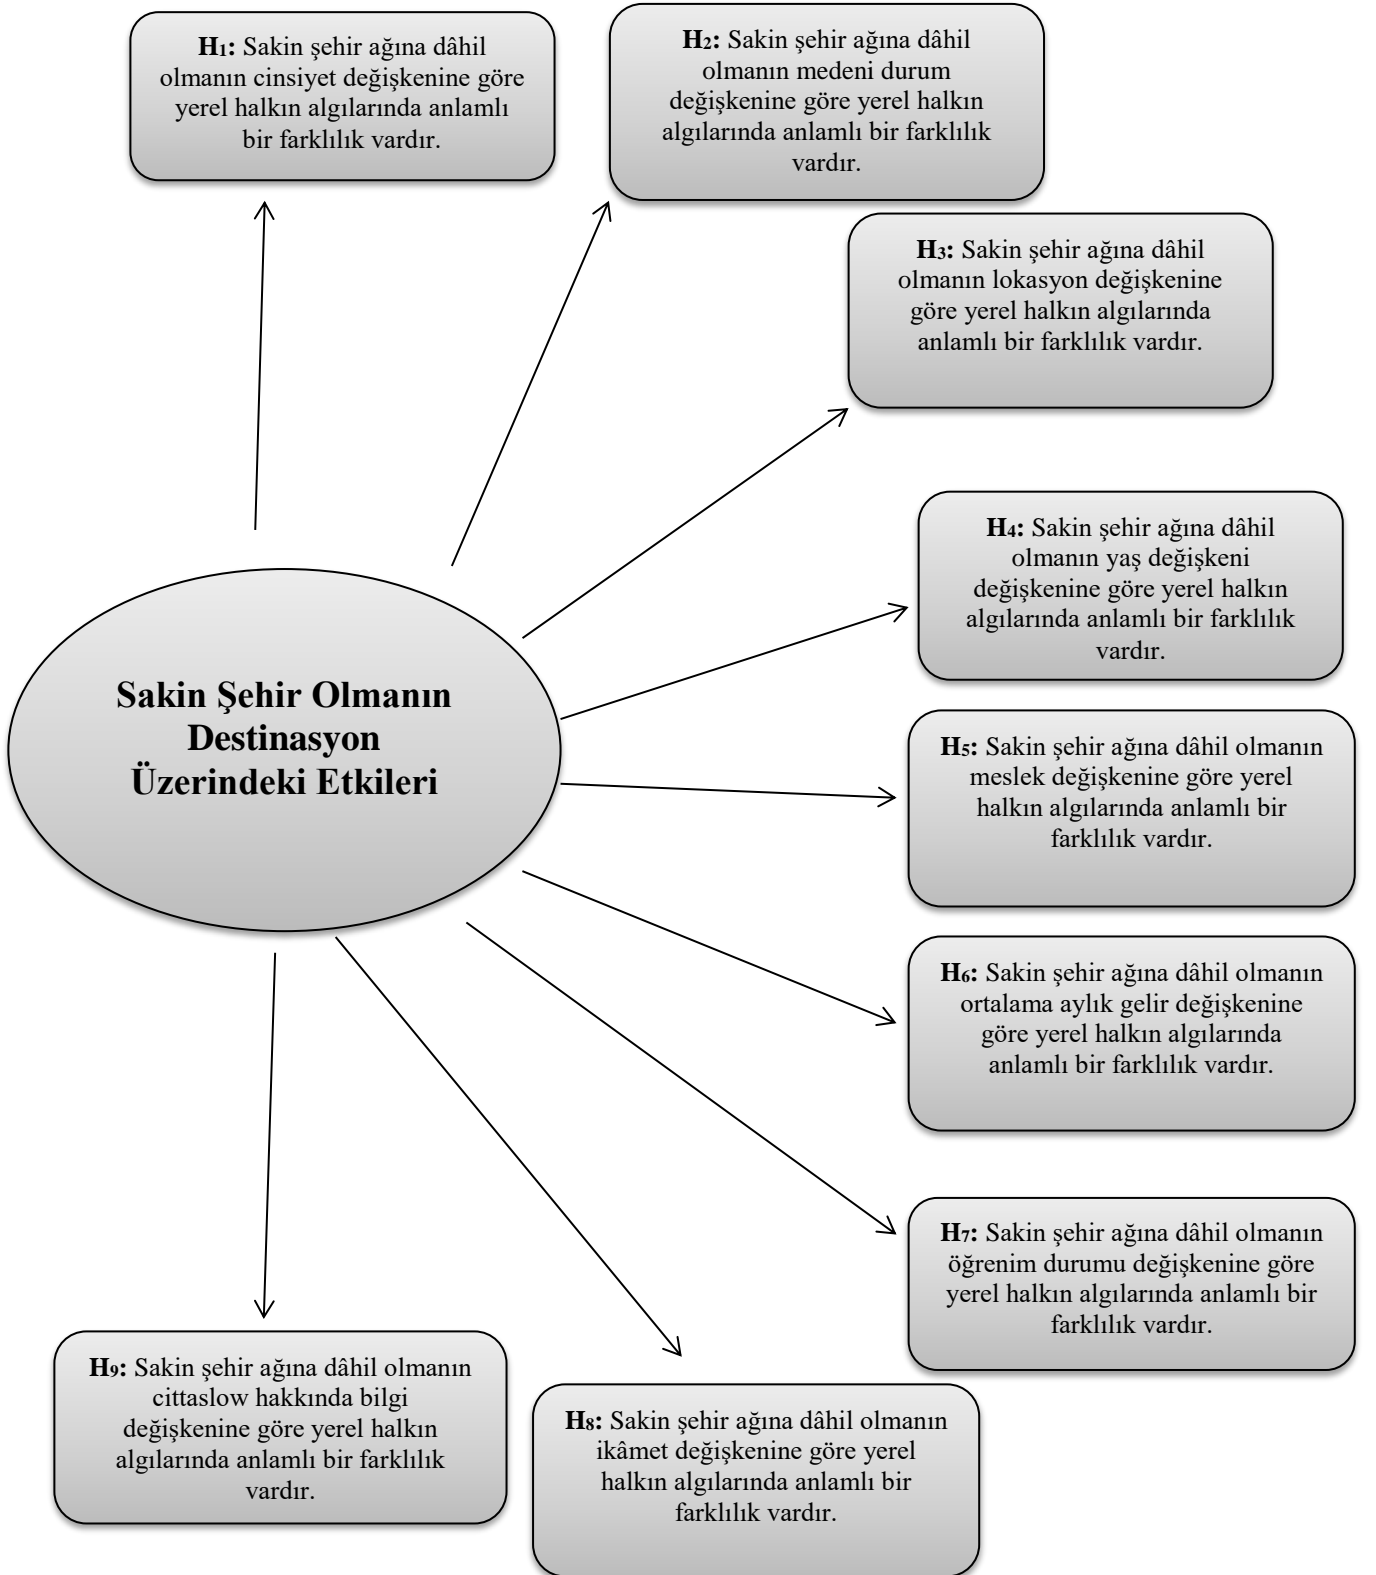 H1: Sakin şehir ağına dâhil
olmanın cinsiyet değişkenine göre
yerel halkın algılarında anlamlı
bir farklılık vardır.
H2: Sakin şehir ağına dâhil
olmanın medeni durum
değişkenine göre yerel halkın
algılarında anlamlı bir farklılık
vardır.
H3: Sakin şehir ağına dâhil
olmanın lokasyon değişkenine
göre yerel halkın algılarında
anlamlı bir farklılık vardır.
H4: Sakin şehir ağına dâhil
olmanın yaş değişkeni
değişkenine göre yerel halkın
algılarında anlamlı bir farklılık
vardır.
Sakin Şehir Olmanın
Destinasyon
Üzerindeki Etkileri
H5: Sakin şehir ağına dâhil olmanın
meslek değişkenine göre yerel
halkın algılarında anlamlı bir
farklılık vardır.
H6: Sakin şehir ağına dâhil olmanın
ortalama aylık gelir değişkenine
göre yerel halkın algılarında
anlamlı bir farklılık vardır.
H7: Sakin şehir ağına dâhil olmanın
öğrenim durumu değişkenine göre
yerel halkın algılarında anlamlı bir
farklılık vardır.
H8: Sakin şehir ağına dâhil olmanın
ikâmet değişkenine göre yerel
halkın algılarında anlamlı bir
farklılık vardır.
H9: Sakin şehir ağına dâhil olmanın
cittaslow hakkında bilgi
değişkenine göre yerel halkın
algılarında anlamlı bir farklılık
vardır.